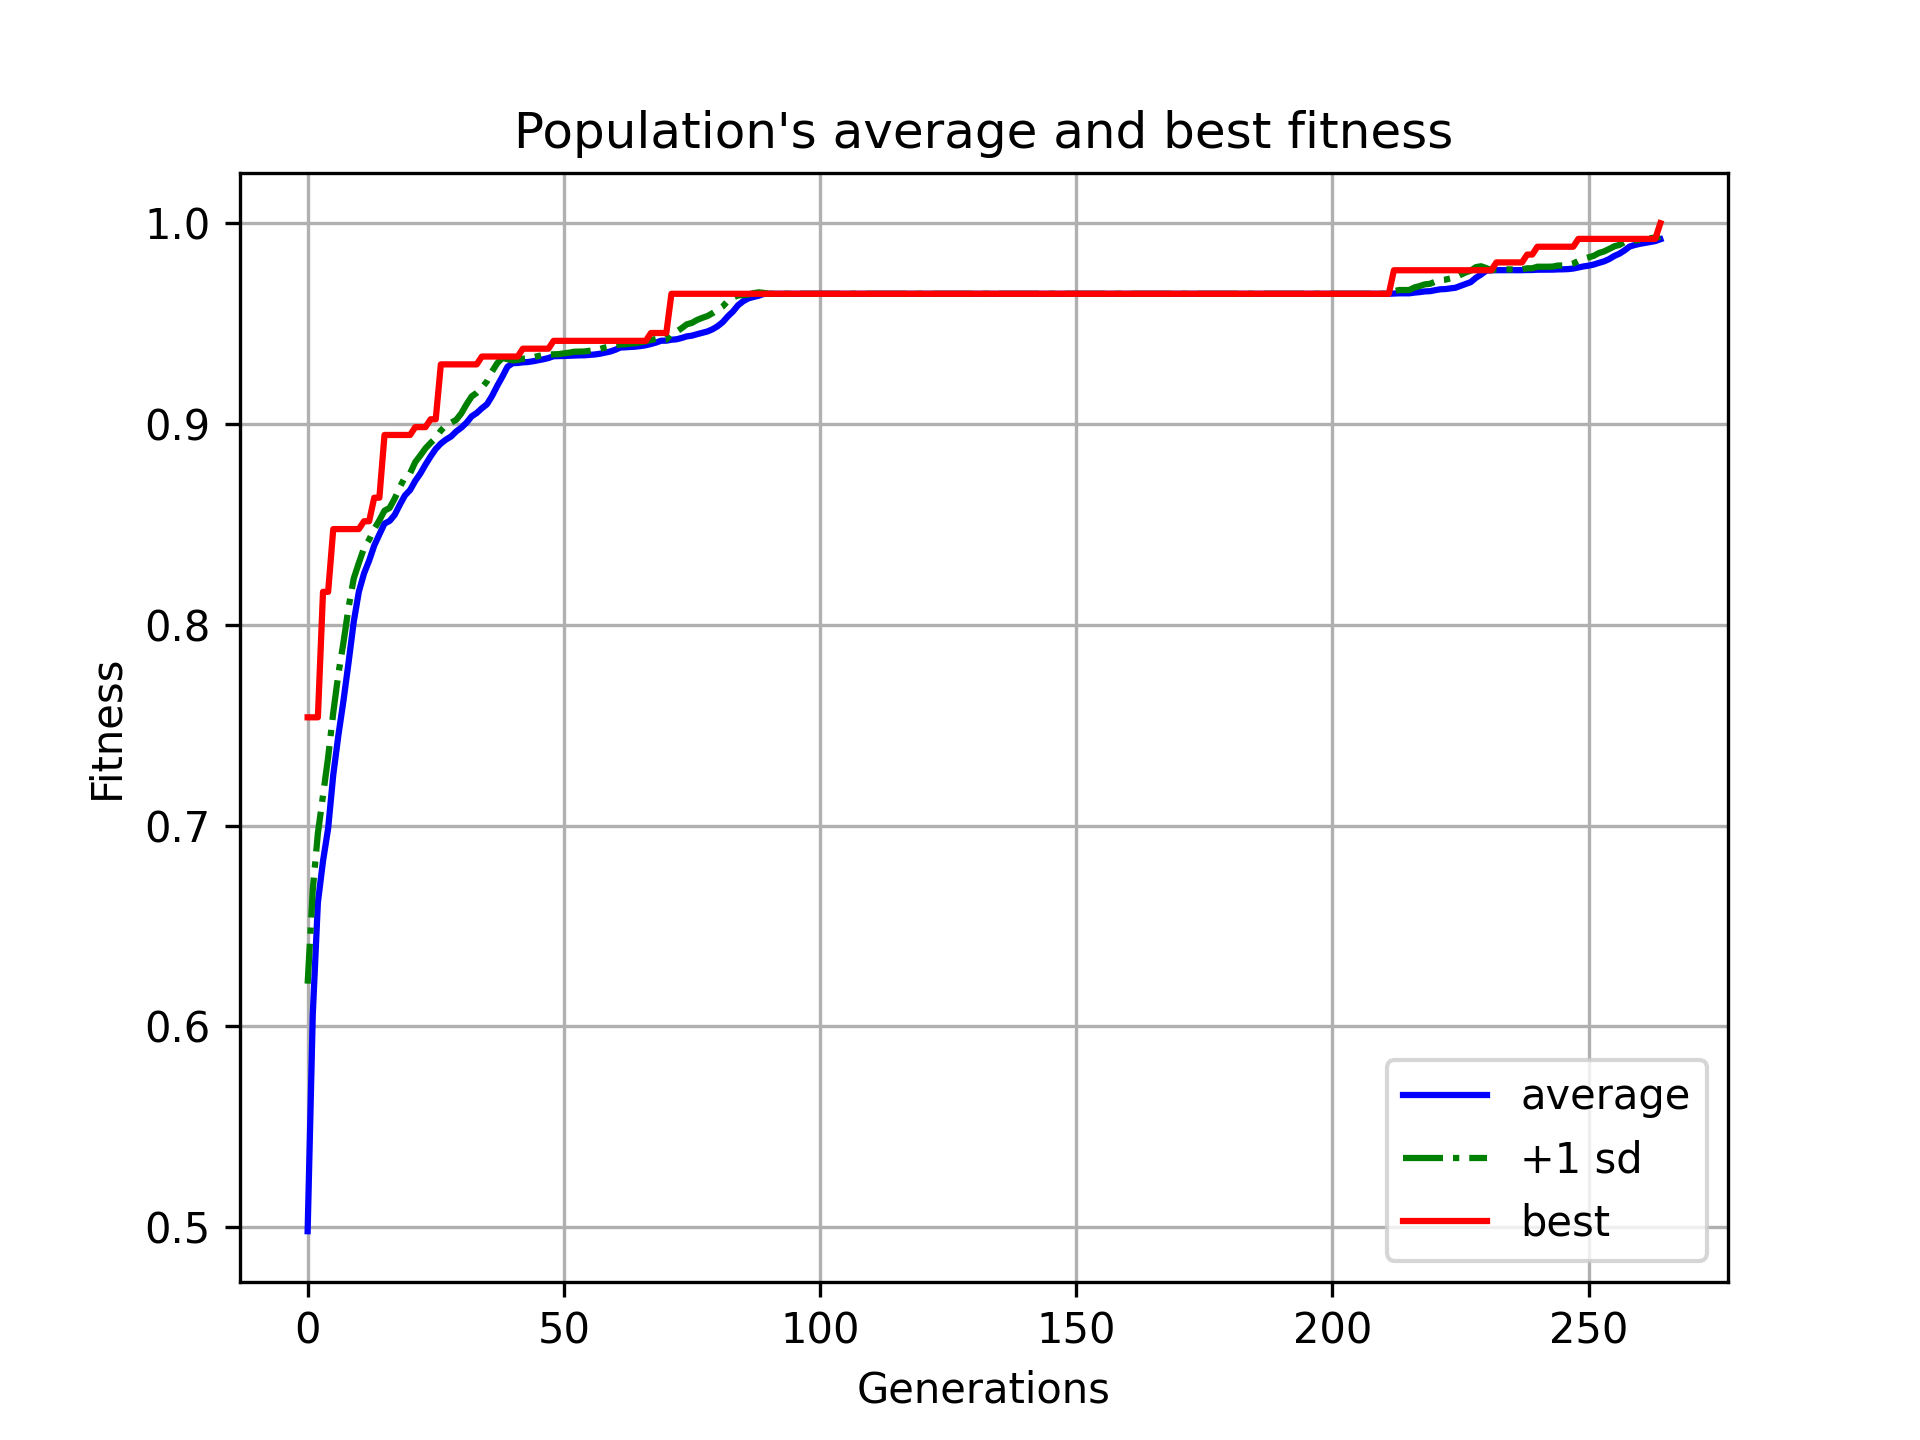 Population's average and best fitness
1.0
0.9
0.8
0.7
0.6
0.5
Fitness
0 50 100 150 200 250
Generations
average
+1 sd
best